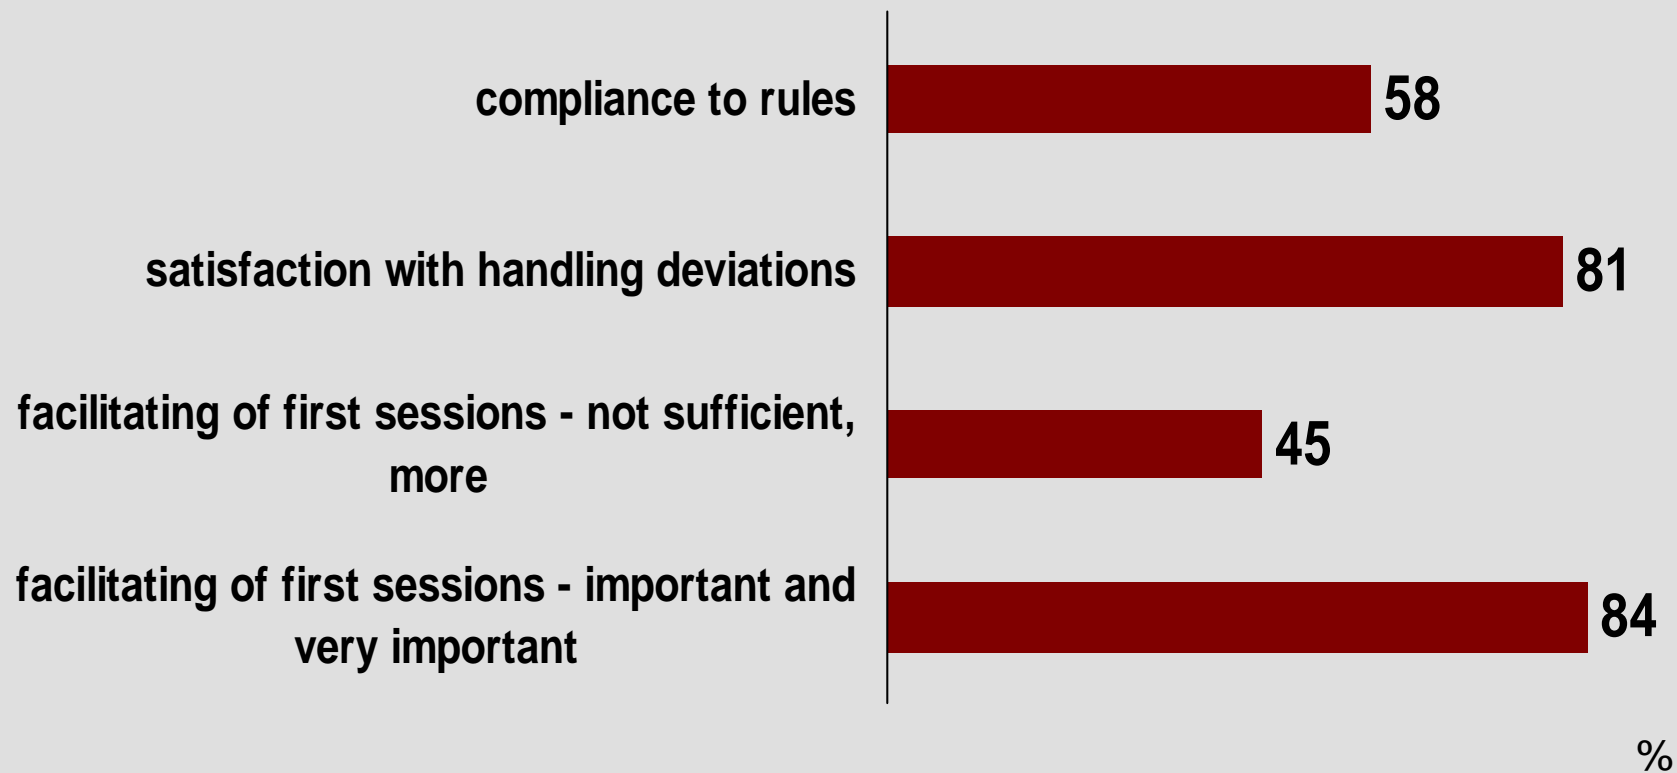 compliance to rules
58
satisfaction with handling deviations
81
facilitating of first sessions - not sufficient,
more
45
facilitating of first sessions - important and
very important
84
%